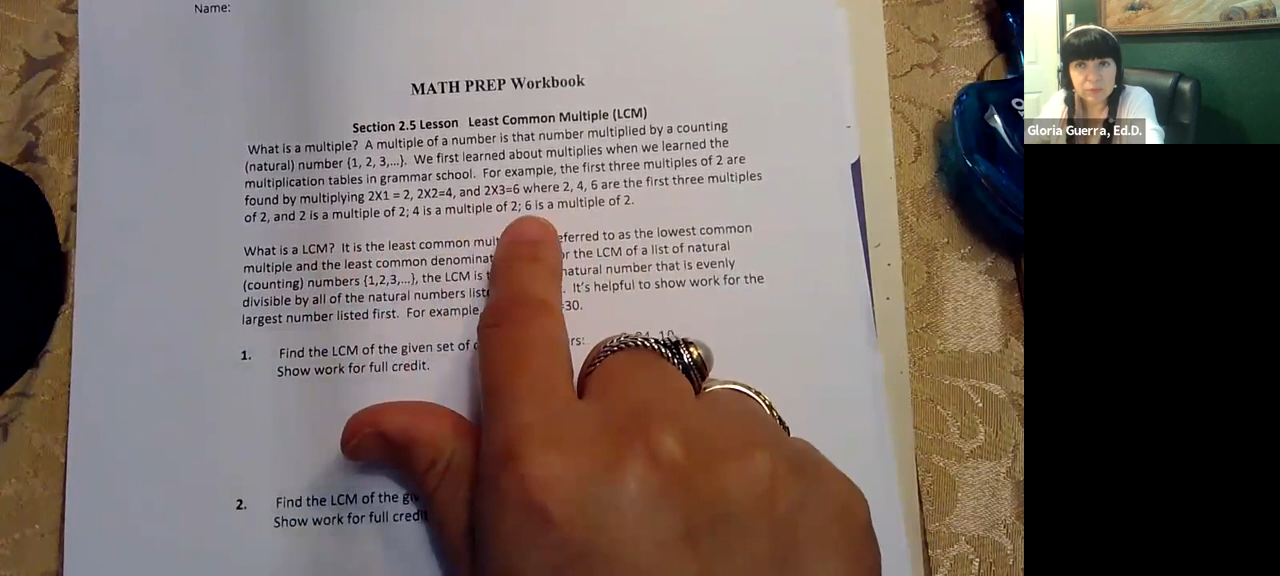 Name:
MATH PREP Workbook
Section 2.5 Lesson Least Common Multiple (LCM)
What is a multiple? A multiple of a number is that number multiplied by a counting
(natural) number {1, 2, 3,...}. We first learned about multiplies when we learned the
multiplication tables in grammar school. For example, the first three multiples of 2 are
found by multiplying 2X1 = 2, 2X2=4, and 2X3=6 where 2, 4, 6 are the first three multiples
of 2, and 2 is a multiple of 2; 4 is a multiple of 2; 6 is a multiple of 2.
What is a LCM? It is the least common referred to as the lowest common
multiple and the least common the LCM of a list of natural
(counting) numbers {1,2,3,...}, the LCM is natural number that is evenly
divisible by all of the natural numbers It's helpful to show work for the
largest number listed first. For example =30.
1. Find the LCM of the given set of
Show work for full credit.
2. Find the LCM of the
Show work for full
Gloria Guerra, Ed.D.